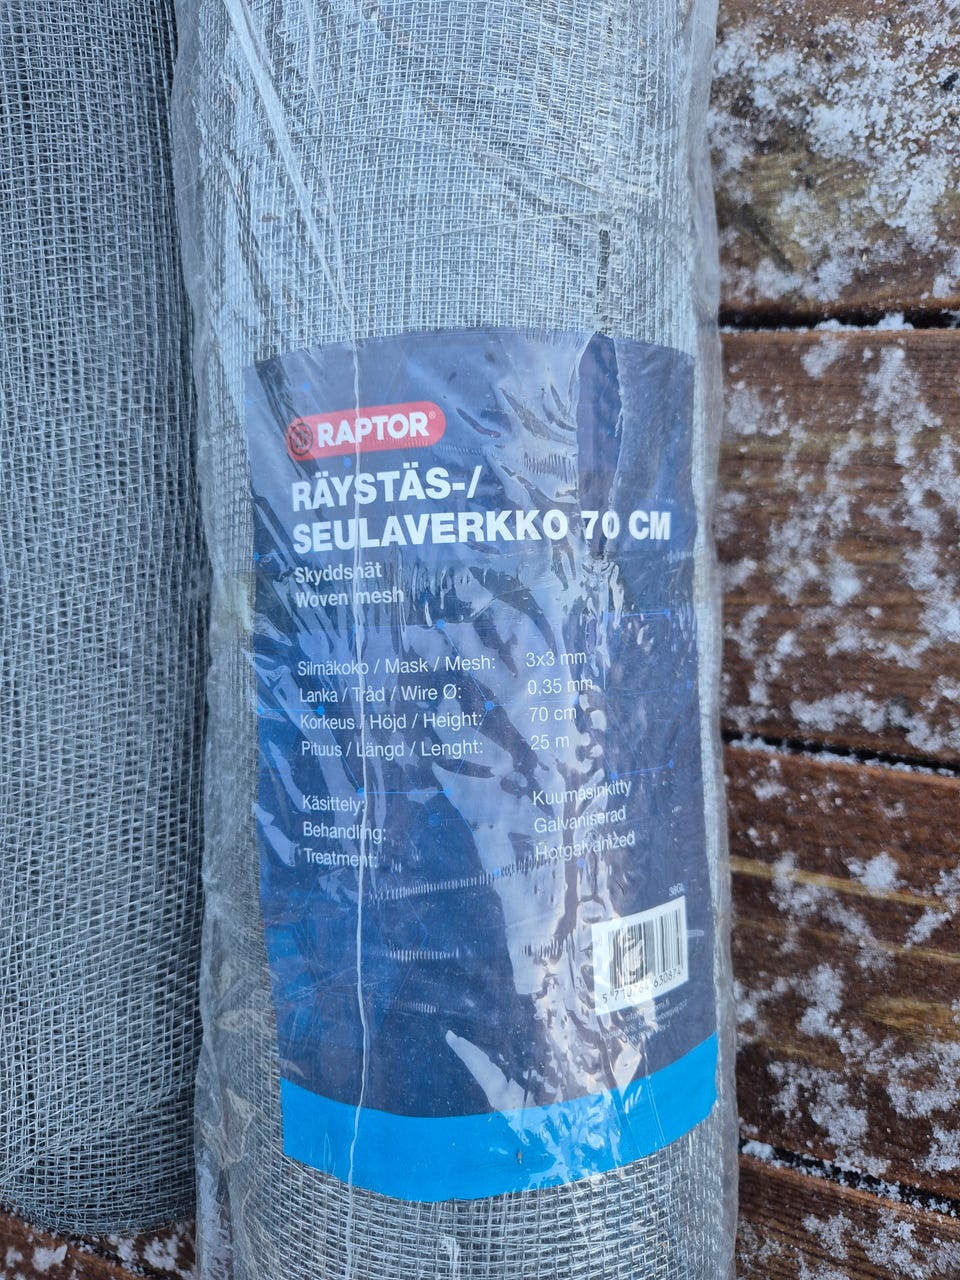 RAPTOR®
RÄYSTÄS-/
SEULAVERKKO 70 CM
Skyddsnät
Woven mesh
Silmäkoko / Mask / Mesh: 3x3 mm
Lanka / Tråd / Wire Ø: 0,35 mm
Korkeus / Höjd / Height: 70 cm
Pituus / Längd / Lenght: 25 m
Käsittely: Kuumasinkitty
Behandling: Galvaniserad
Treatment: Hotgalvanized